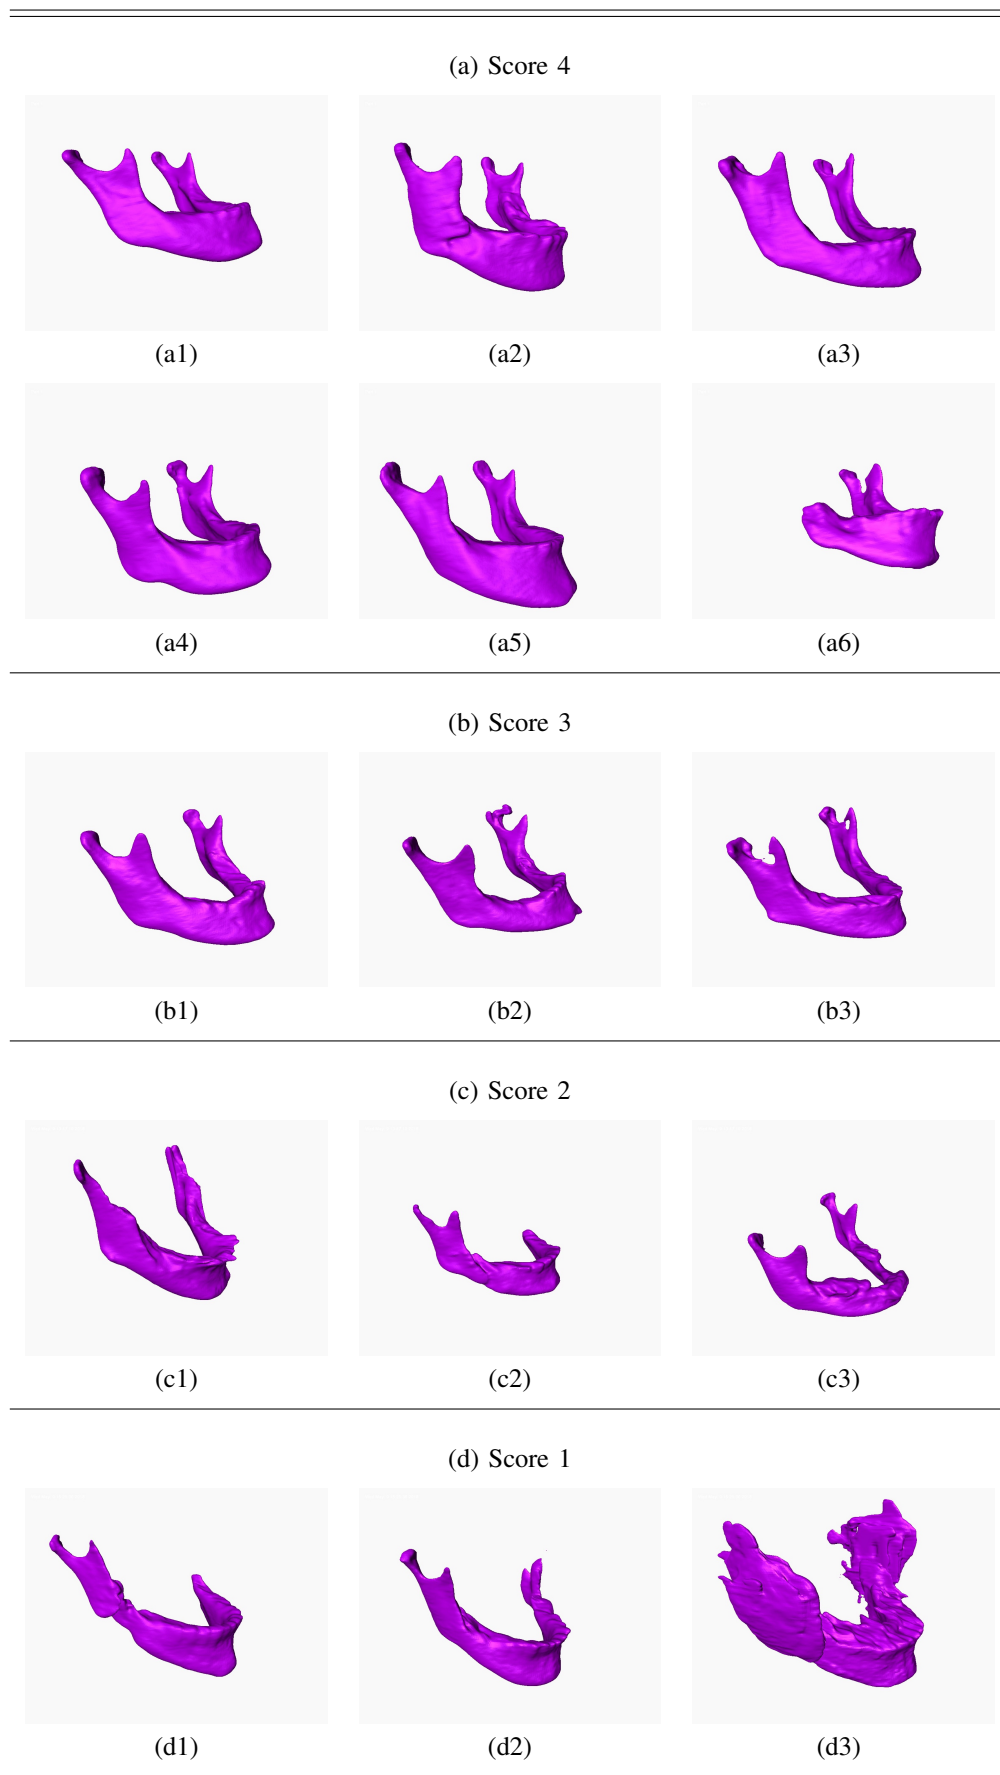 (a) Score 4
(a1) (a2) (a3)
(a4) (a5) (a6)
(b) Score 3
(b1) (b2) (b3)
(c) Score 2
(c1) (c2) (c3)
(d) Score 1
(d1) (d2) (d3)